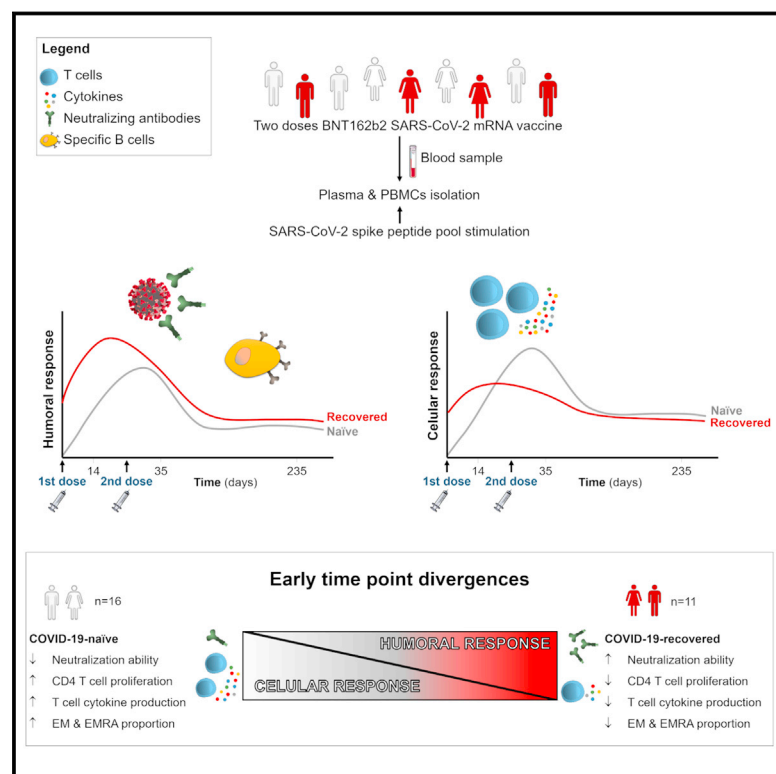 Legend
T cells
Cytokines
Neutralizing antibodies
Specific B cells
Two doses BNT162b2 SARS-CoV-2 mRNA vaccine
Blood sample
Plasma & PBMCs isolation
SARS-CoV-2 spike peptide pool stimulation
Humoral response
Recovered
Naïve
14
35
235
1st dose
2nd dose
Time (days)
Cellular response
Naïve
Recovered
14
35
235
1st dose
2nd dose
Time (days)
Early time point divergences
n=16
COVID-19-naïve
↓ Neutralization ability
↑ CD4 T cell proliferation
↑ T cell cytokine production
↑ EM & EMRA proportion
HUMORAL RESPONSE
CELULAR RESPONSE
n=11
COVID-19-recovered
↑ Neutralization ability
↓ CD4 T cell proliferation
↓ T cell cytokine production
↓ EM & EMRA proportion